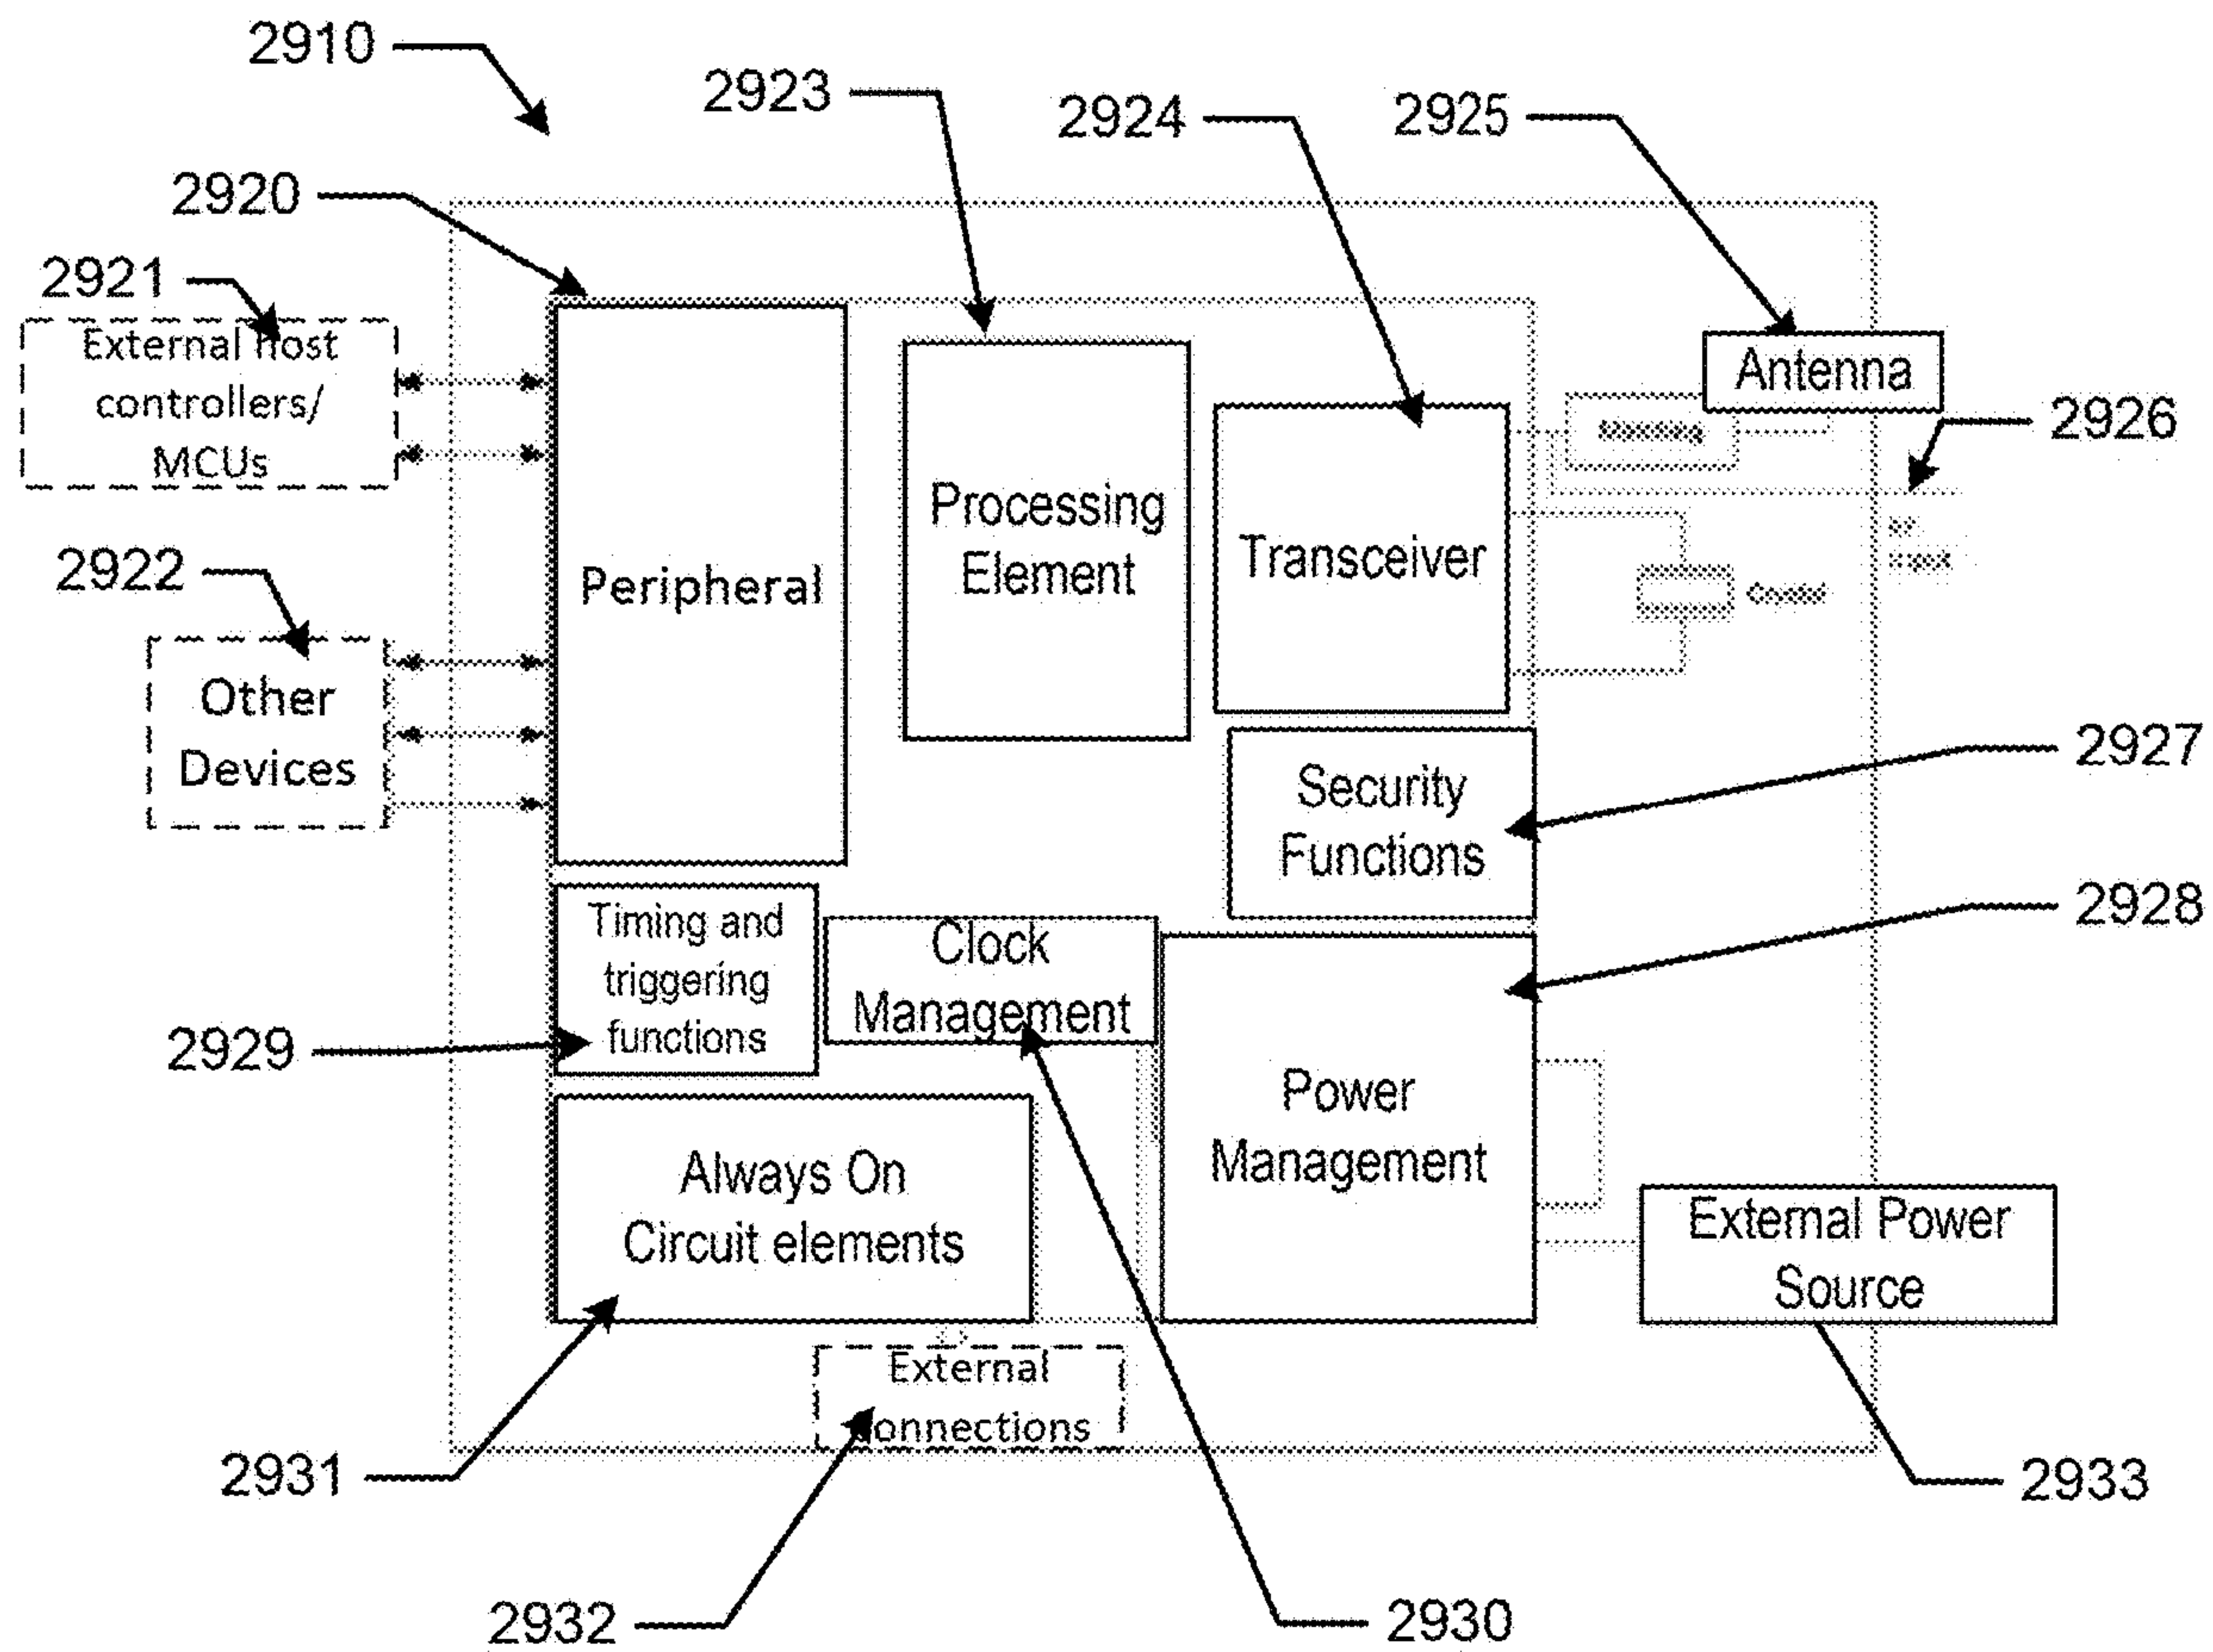 2910
2923
2924
2925
2920
2921
External host
controllers/
MCUs
Antenna
2926
Processing
Element
Transceiver
Peripheral
Crystal
2922
Other
Devices
2927
Security
Functions
2928
Timing and
triggering
functions
Clock
Management
2929
Power
Management
Always On
Circuit elements
External Power
Source
External
onnections
2931
2933
2932
2930